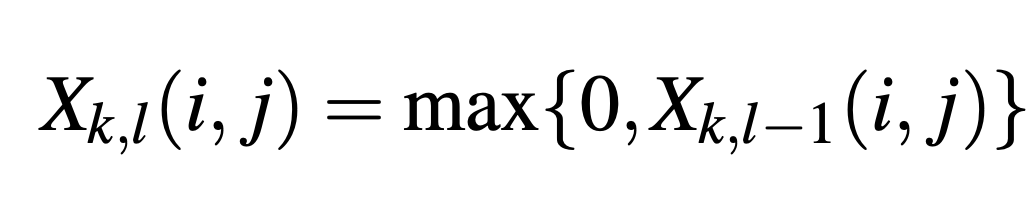 X_{k,l}(i, j) = max{0, X_{k,l−1}(i, j)}